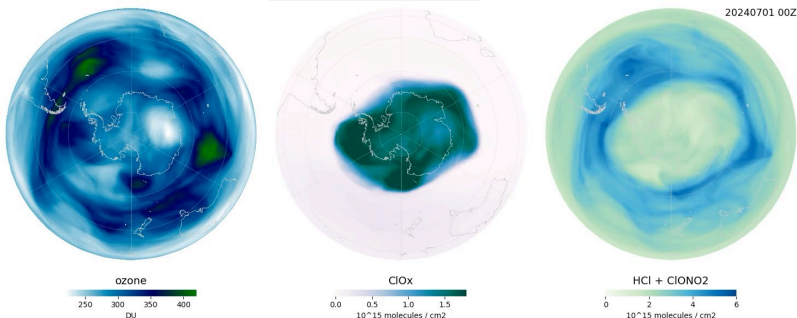 20240701 00Z
ozone
250 300 350 400
DU
ClOx
0.0 0.5 1.0 1.5
10^15 molecules / cm2
HCl + ClONO2
0 2 4 6
10^15 molecules / cm2